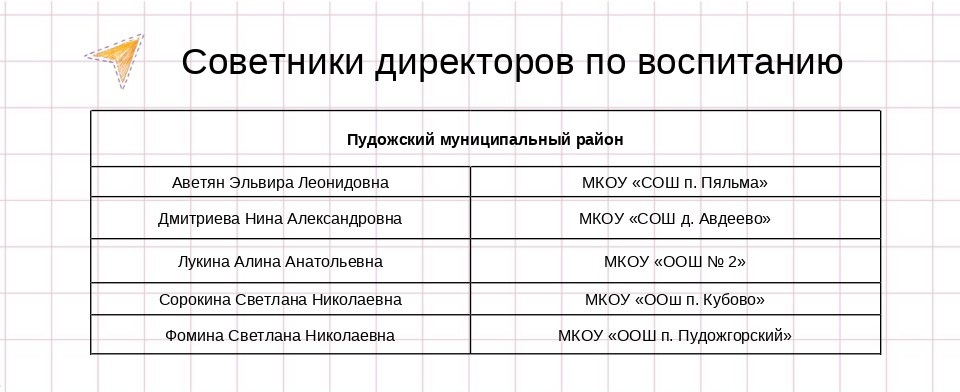 Советники директоров по воспитанию
Пудожский муниципальный район
Аветян Эльвира Леонидовна МКОУ «СОШ п. Пяльма»
Дмитриева Нина Александровна МКОУ «СОШ д. Авдеево»
Лукина Алина Анатольевна МКОУ «ООШ № 2»
Сорокина Светлана Николаевна МКОУ «ООш п. Кубово»
Фомина Светлана Николаевна МКОУ «ООШ п. Пудожгорский»